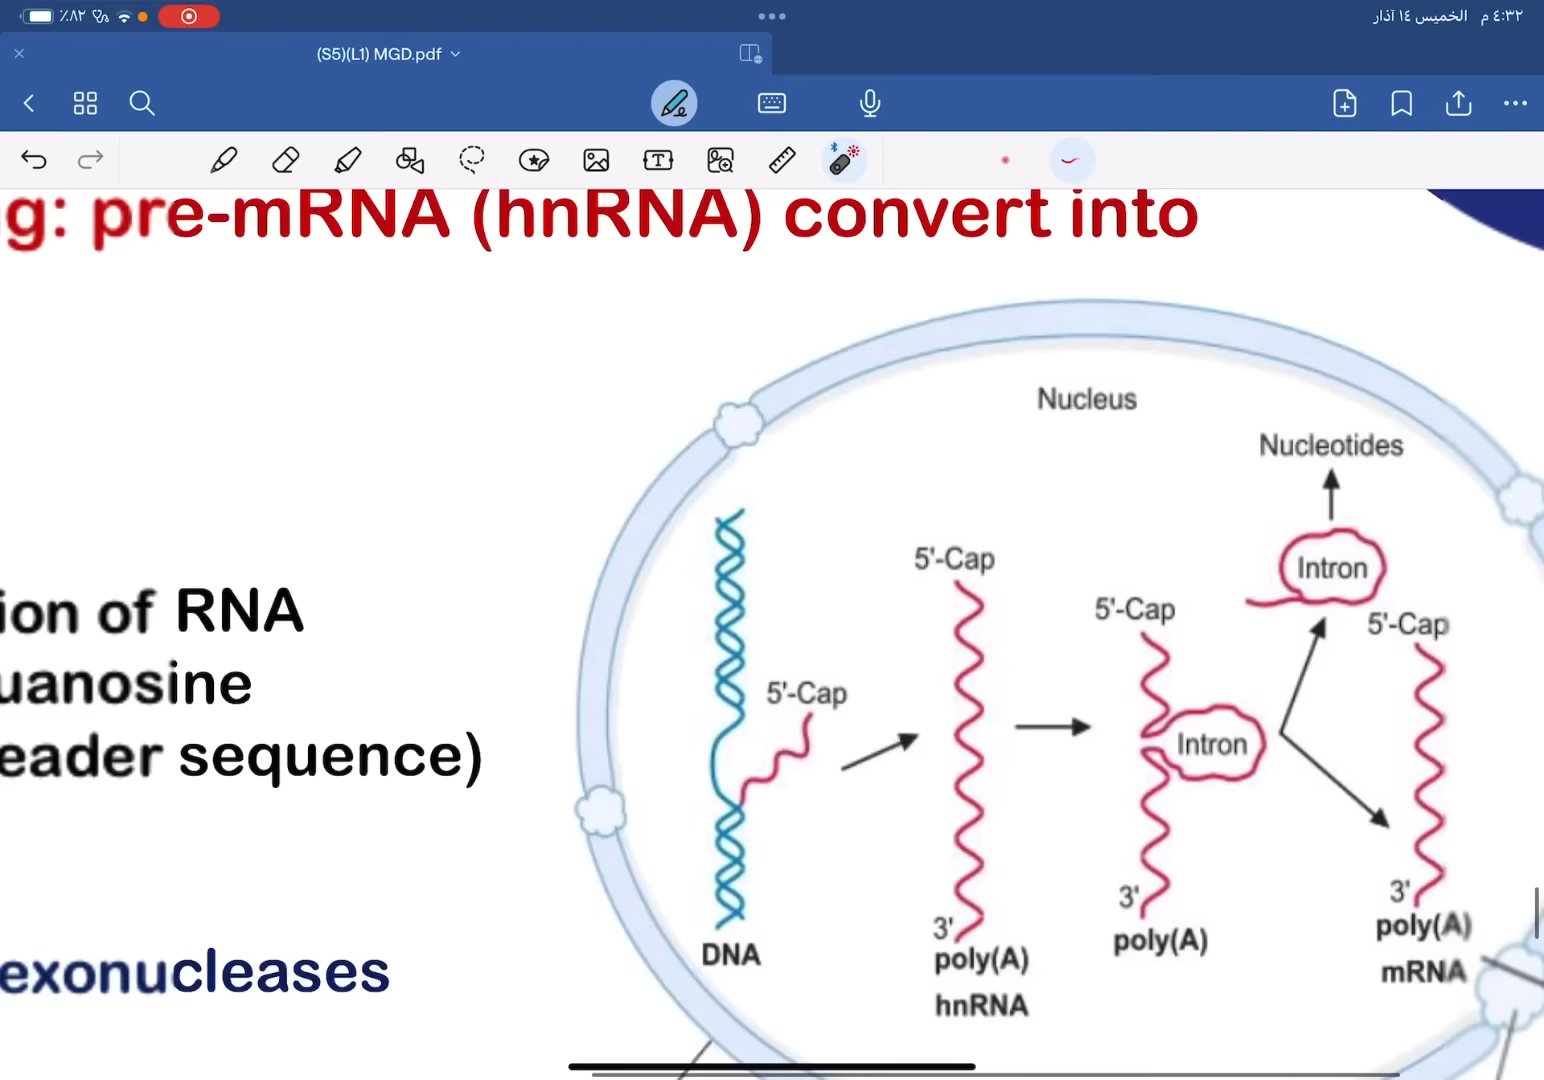 ٪٨٢
٤:٣٢ م الخميس ١٤ آذار
(S5)(L1) MGD.pdf
g: pre-mRNA (hnRNA) convert into
Nucleus
Nucleotides
Intron
5'-Cap
5'-Cap
5'-Cap
5'-Cap
Intron
ion of RNA
uanosine
eader sequence)
exonucleases
DNA
3'
poly(A)
hnRNA
3'
poly(A)
3'
poly(A)
mRNA